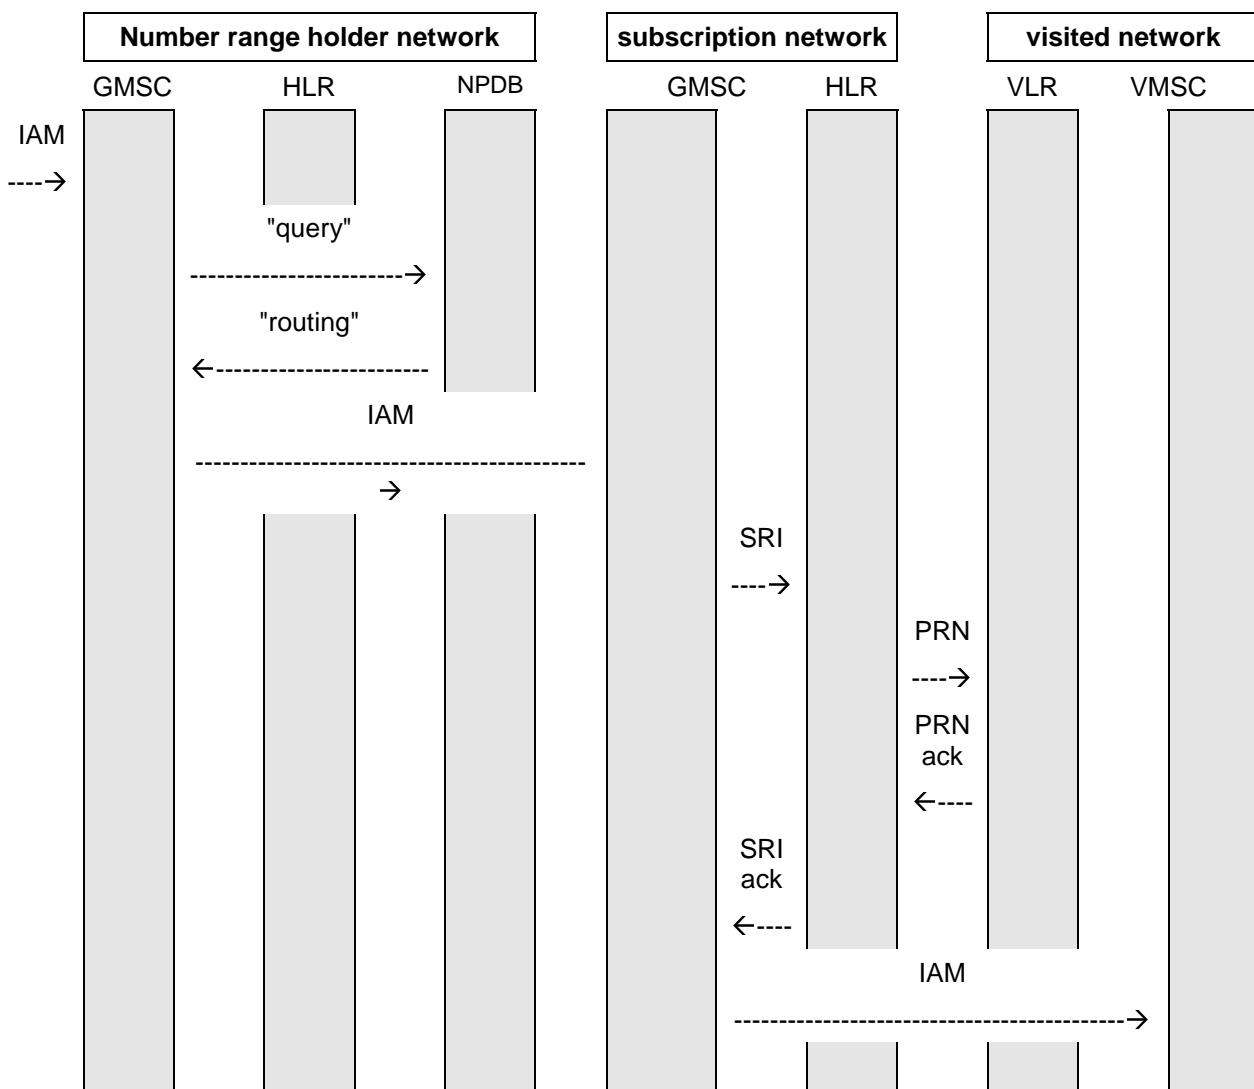 Number range holder network subscription network visited network
GMSC HLR NPDB GMSC HLR VLR VMSC
IAM
----→
"query"
------------------------→
"routing"
←------------------------
IAM
--------------------------------------------
→
SRI
----→
PRN
----→
PRN
ack
←----
SRI
ack
←----
IAM
--------------------------------------------→